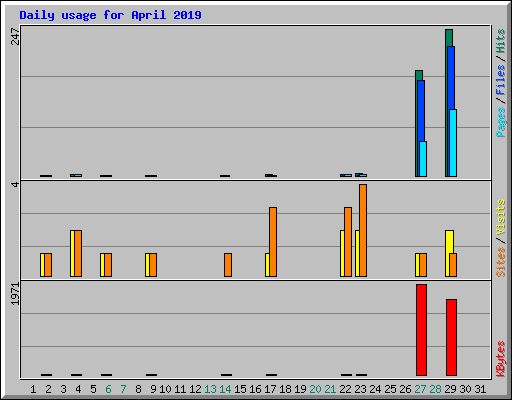 Daily usage for April 2019
247
Pages / Files / Hits
4
Sites / Visits
1971
KBytes
1 2 3 4 5 6 7 8 9 10 11 12 13 14 15 16 17 18 19 20 21 22 23 24 25 26 27 28 29 30 31